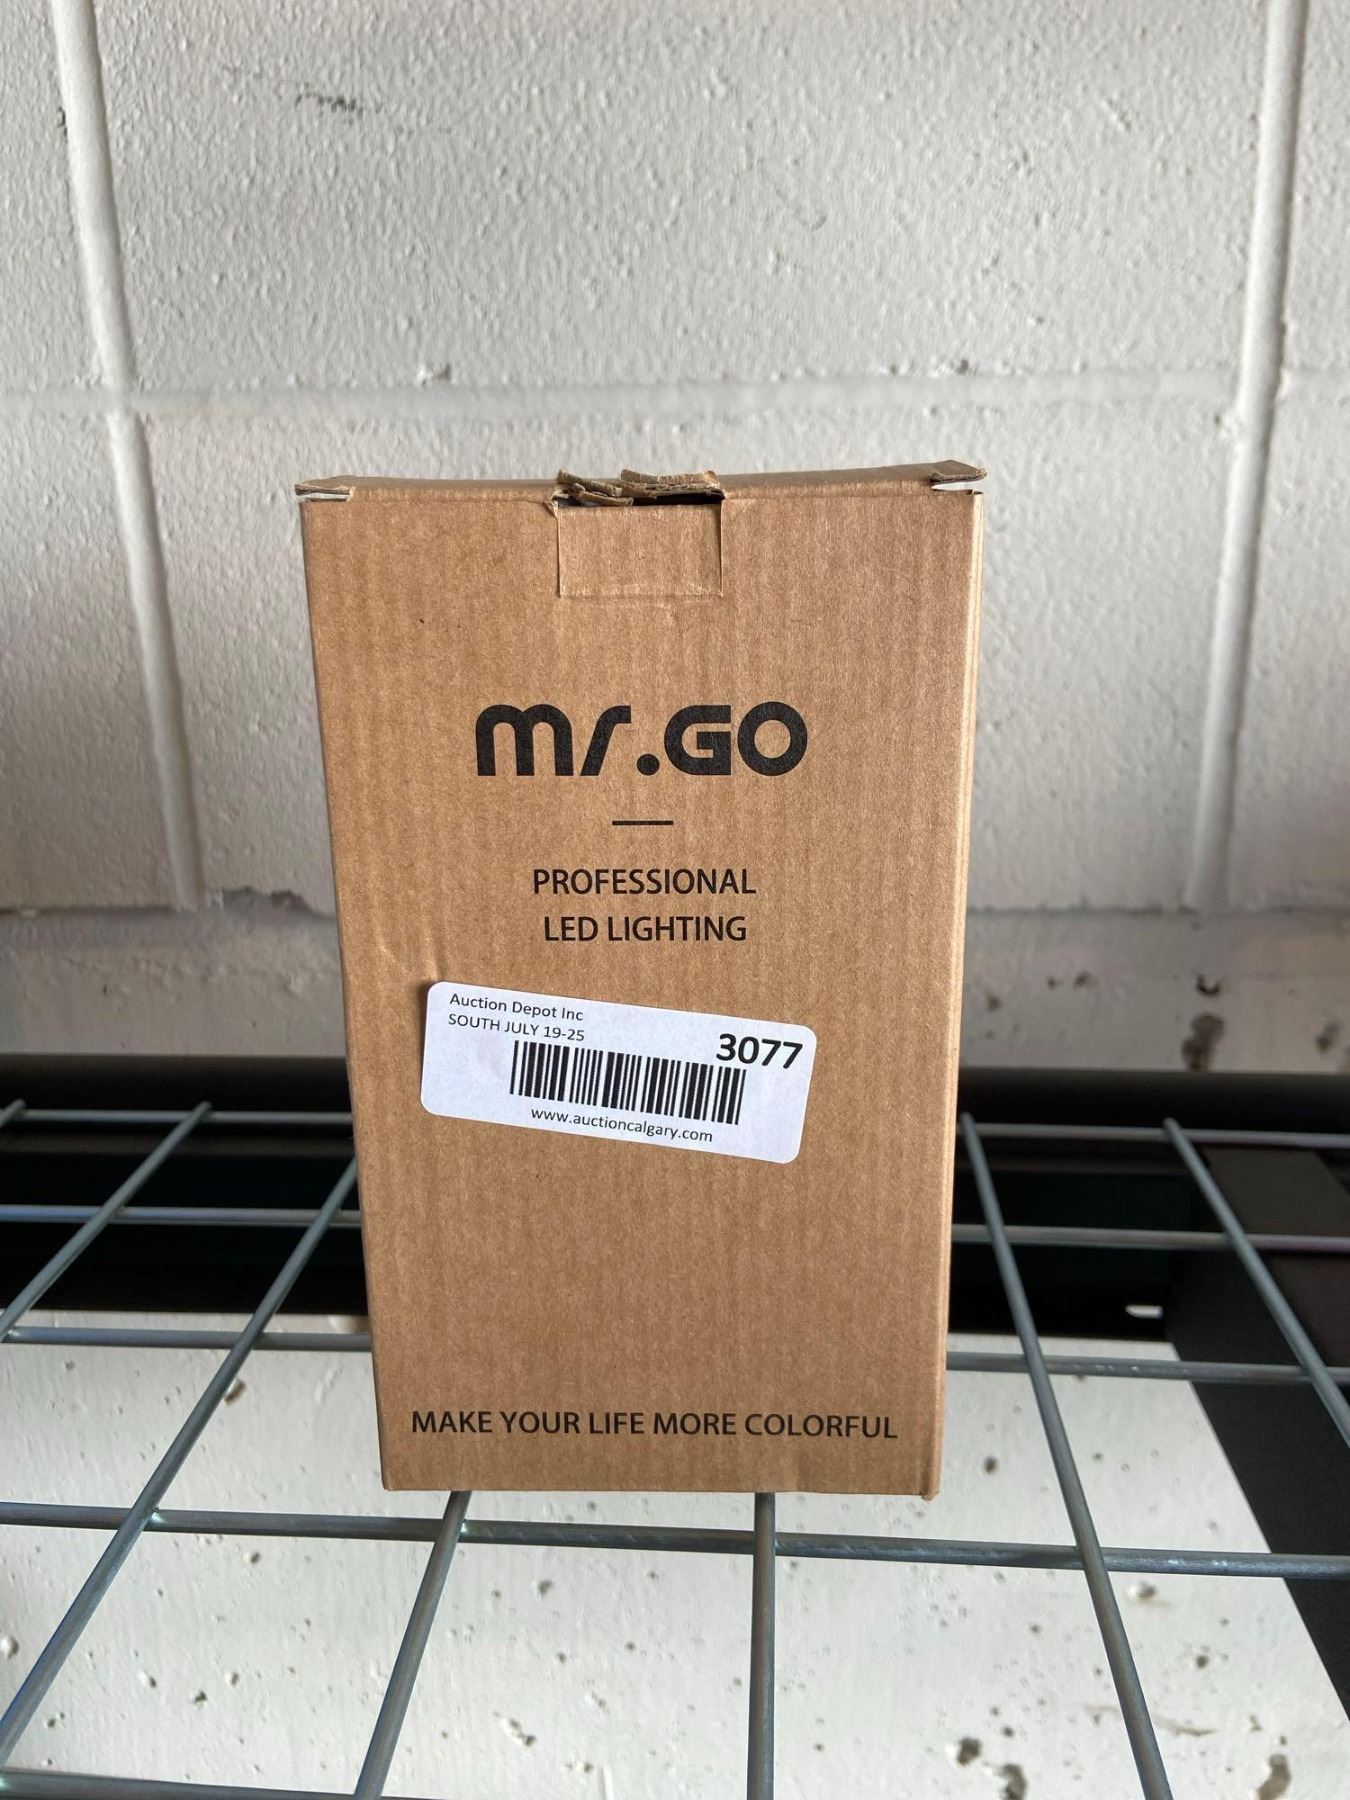 mr.GO
PROFESSIONAL
LED LIGHTING
Auction Depot Inc
SOUTH JULY 19-25
3077
www.auctioncalgary.com
MAKE YOUR LIFE MORE COLORFUL